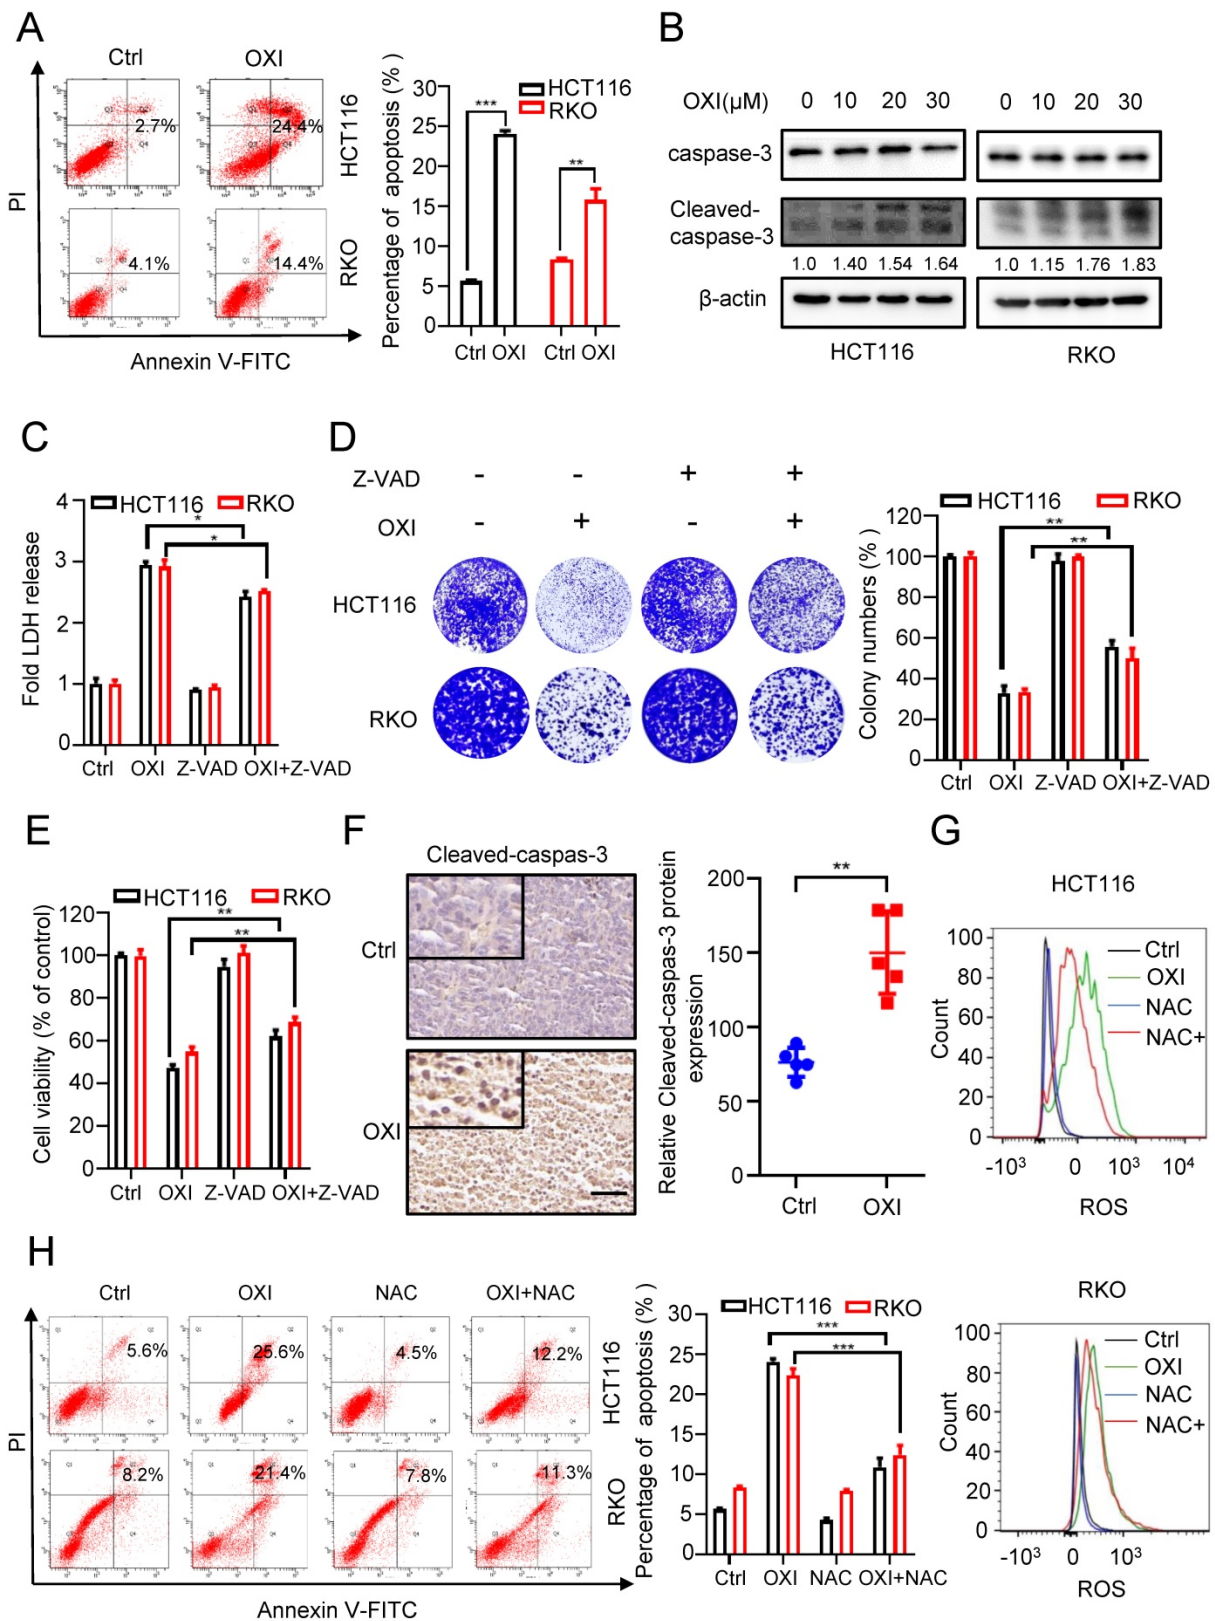 A
Ctrl OXI
2.7% 24.4%
HCT116
4.1% 14.4%
RKO
PI
Annexin V-FITC
Percentage of apoptosis (%)
30
25
20
15
10
5
0
HCT116
RKO
*** **
Ctrl OXI Ctrl OXI
B
OXI(μM) 0 10 20 30 0 10 20 30
caspase-3
Cleaved-
caspase-3
1.0 1.40 1.54 1.64 1.0 1.15 1.76 1.83
β-actin
HCT116 RKO
C
HCT116 RKO
Fold LDH release
4
3
2
1
0
*
*
Ctrl OXI Z-VAD OXI+Z-VAD
D
Z-VAD - - + +
OXI - + - +
HCT116
RKO
Colony numbers (%)
120
100
80
60
40
20
0
HCT116 RKO
**
**
Ctrl OXI Z-VAD OXI+Z-VAD
E
HCT116 RKO
Cell viability (% of control)
120
100
80
60
40
20
0
**
**
Ctrl OXI Z-VAD OXI+Z-VAD
F
Cleaved-caspas-3
Ctrl
OXI
Relative Cleaved-caspas-3 protein
expression
200
150
100
50
0
**
Ctrl OXI
G
HCT116
Count
100
80
60
40
20
0
Ctrl
OXI
NAC
NAC+
-10³ 0 10³ 10⁴
ROS
RKO
Count
100
80
60
40
20
0
Ctrl
OXI
NAC
NAC+
-10³ 0 10³
ROS
H
Ctrl OXI NAC OXI+NAC
5.6% 25.6% 4.5% 12.2%
HCT116
8.2% 21.4% 7.8% 11.3%
RKO
PI
Annexin V-FITC
Percentage of apoptosis (%)
30
25
20
15
10
5
0
HCT116 RKO
***
***
Ctrl OXI NAC OXI+NAC